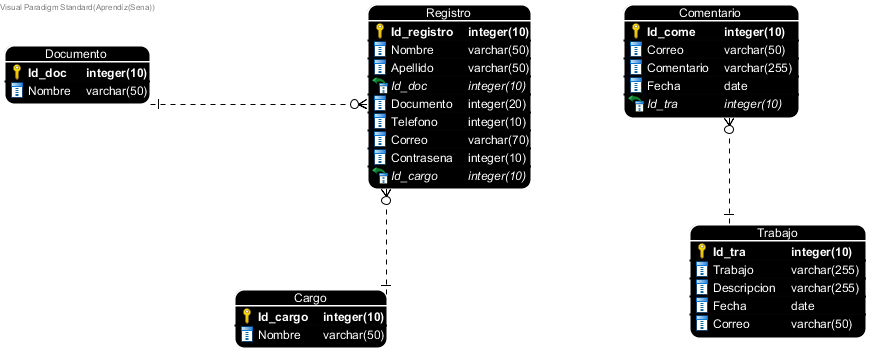 Visual Paradigm Standard(Aprendiz(Sena))
Documento
Id_doc integer(10)
Nombre varchar(50)
Registro
Id_registro integer(10)
Nombre varchar(50)
Apellido varchar(50)
Id_doc integer(10)
Documento integer(20)
Telefono integer(10)
Correo varchar(70)
Contrasena integer(10)
Id_cargo integer(10)
Comentario
Id_come integer(10)
Correo varchar(50)
Comentario varchar(255)
Fecha date
Id_tra integer(10)
Cargo
Id_cargo integer(10)
Nombre varchar(50)
Trabajo
Id_tra integer(10)
Trabajo varchar(255)
Descripcion varchar(255)
Fecha date
Correo varchar(50)